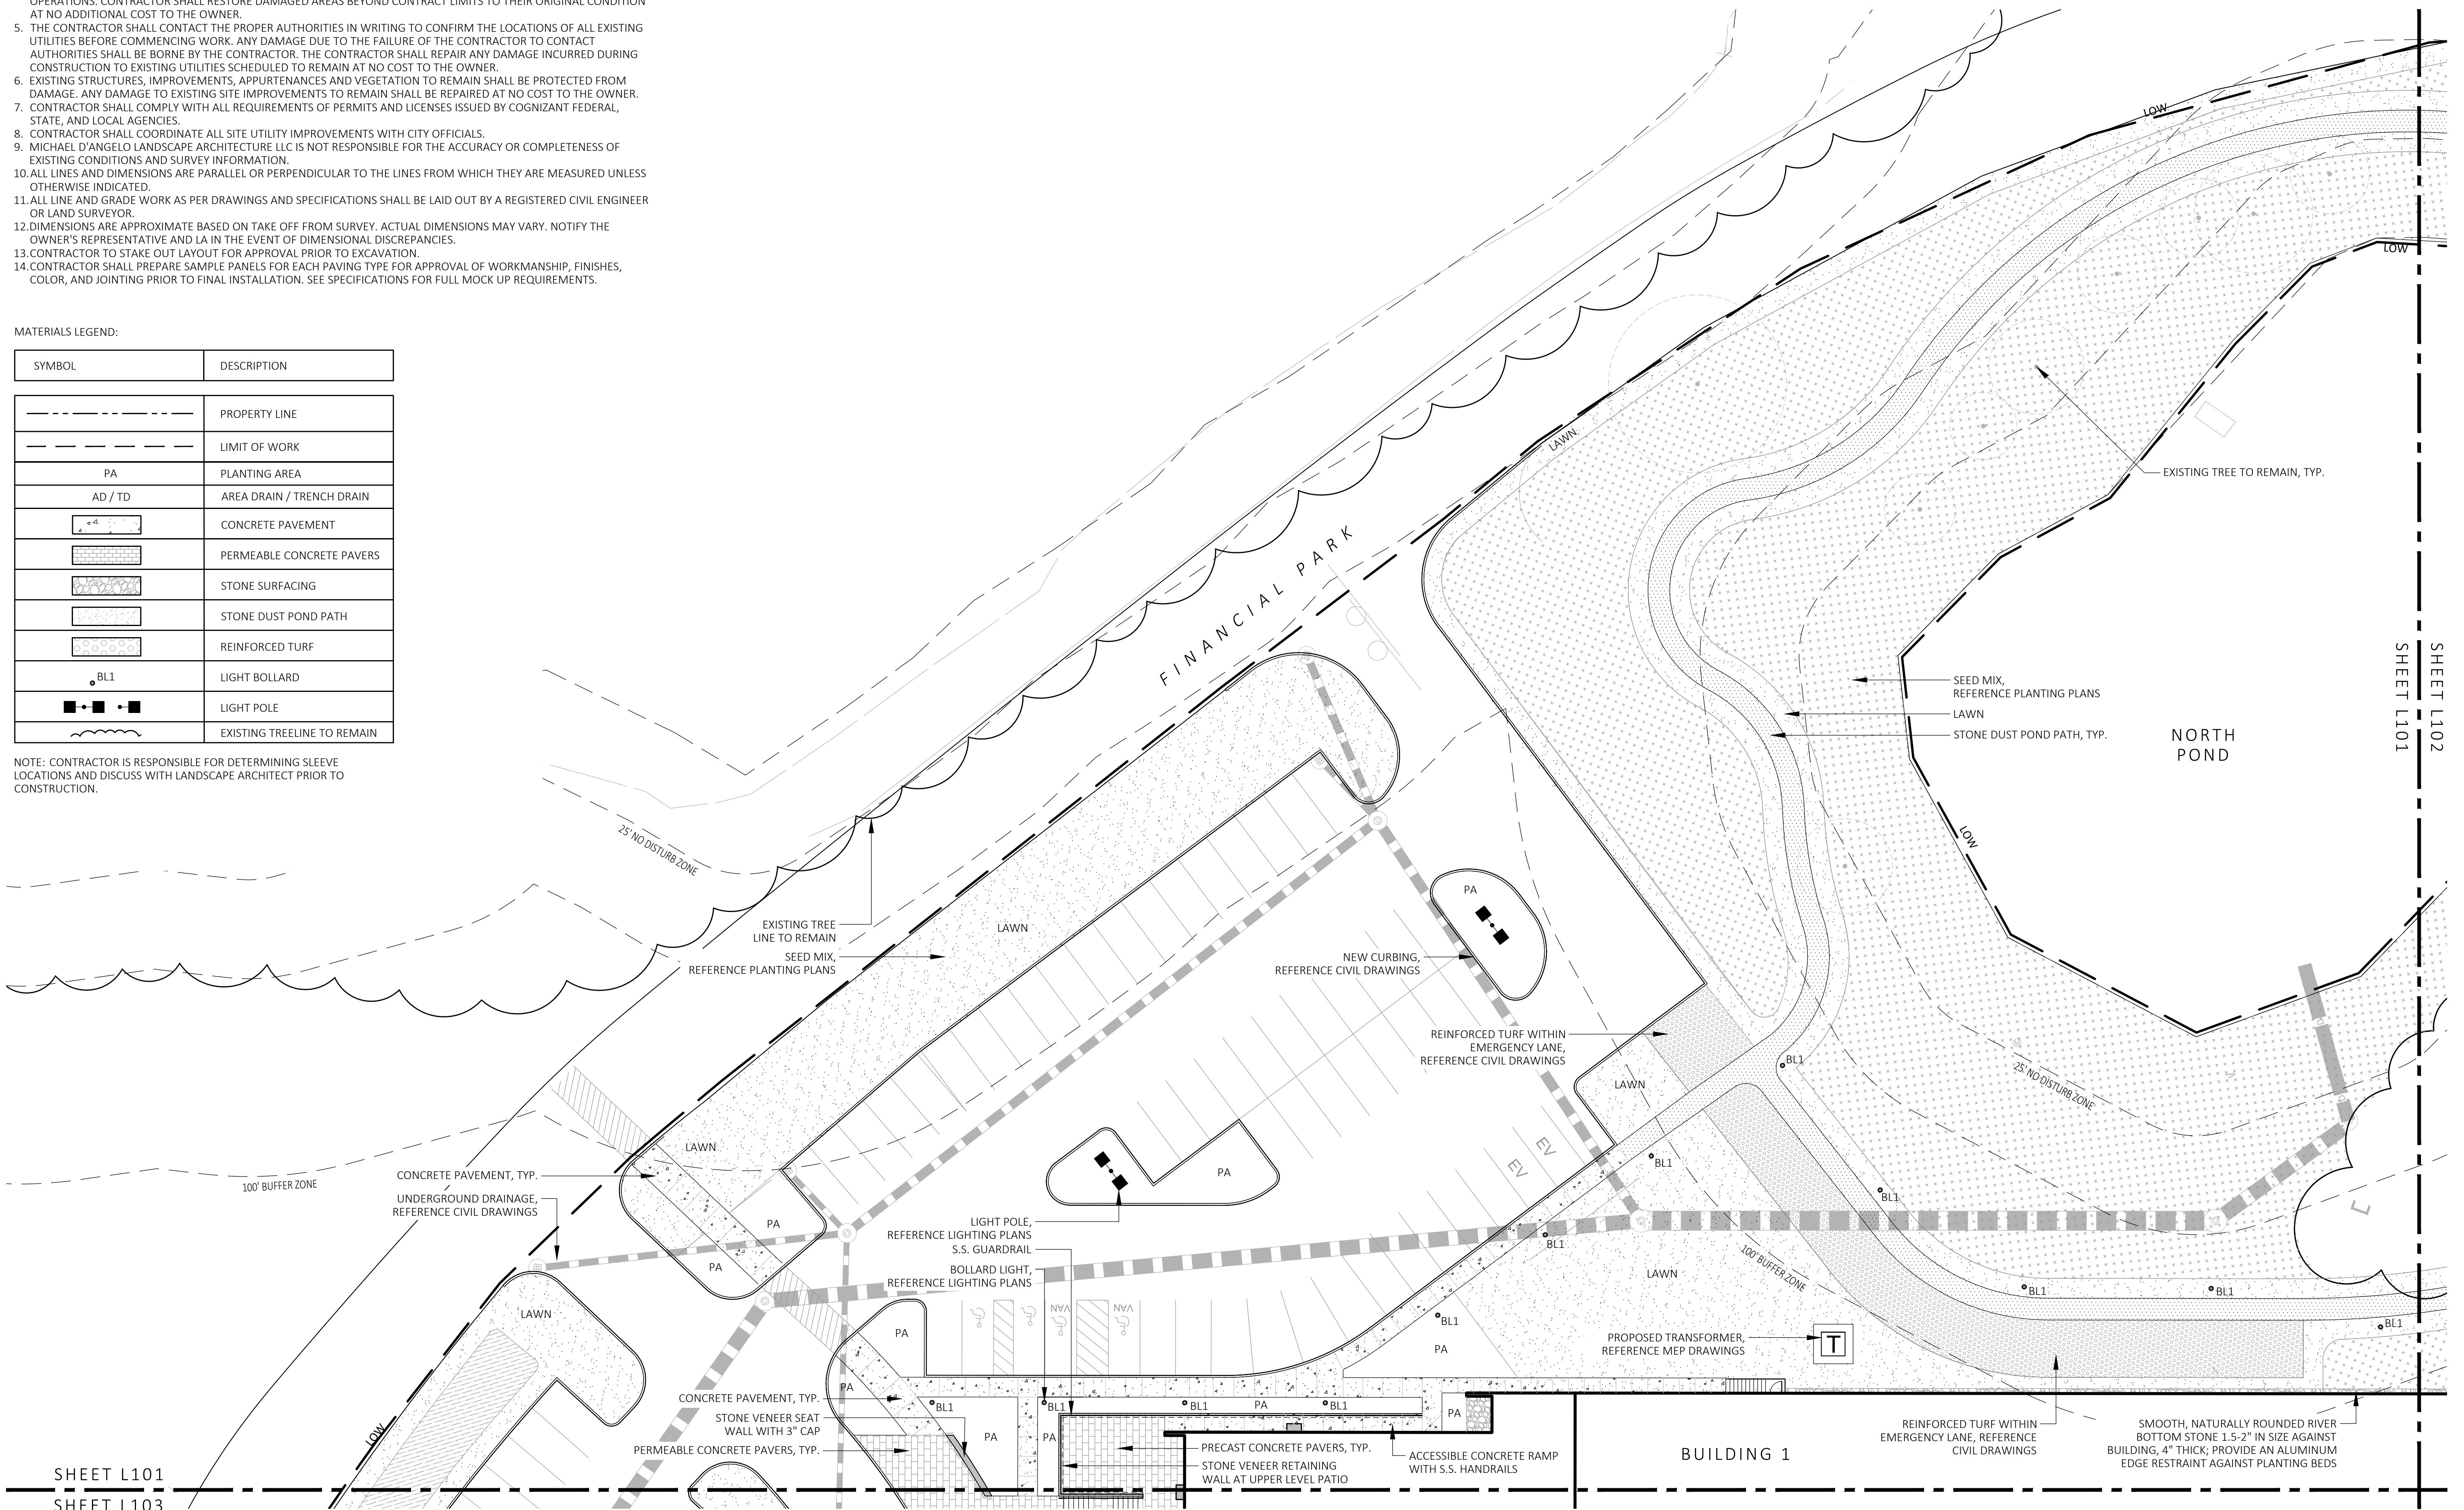 OPERATIONS. CONTRACTOR SHALL RESTORE DAMAGED AREAS BEYOND CONTRACT LIMITS TO THEIR ORIGINAL CONDITION
AT NO ADDITIONAL COST TO THE OWNER.
5. THE CONTRACTOR SHALL CONTACT THE PROPER AUTHORITIES IN WRITING TO CONFIRM THE LOCATIONS OF ALL EXISTING
UTILITIES BEFORE COMMENCING WORK. ANY DAMAGE DUE TO THE FAILURE OF THE CONTRACTOR TO CONTACT
AUTHORITIES SHALL BE BORNE BY THE CONTRACTOR. THE CONTRACTOR SHALL REPAIR ANY DAMAGE INCURRED DURING
CONSTRUCTION TO EXISTING UTILITIES SCHEDULED TO REMAIN AT NO COST TO THE OWNER.
6. EXISTING STRUCTURES, IMPROVEMENTS, APPURTENANCES AND VEGETATION TO REMAIN SHALL BE PROTECTED FROM
DAMAGE. ANY DAMAGE TO EXISTING SITE IMPROVEMENTS TO REMAIN SHALL BE REPAIRED AT NO COST TO THE OWNER.
7. CONTRACTOR SHALL COMPLY WITH ALL REQUIREMENTS OF PERMITS AND LICENSES ISSUED BY COGNIZANT FEDERAL,
STATE, AND LOCAL AGENCIES.
8. CONTRACTOR SHALL COORDINATE ALL SITE UTILITY IMPROVEMENTS WITH CITY OFFICIALS.
9. MICHAEL D'ANGELO LANDSCAPE ARCHITECTURE LLC IS NOT RESPONSIBLE FOR THE ACCURACY OR COMPLETENESS OF
EXISTING CONDITIONS AND SURVEY INFORMATION.
10. ALL LINES AND DIMENSIONS ARE PARALLEL OR PERPENDICULAR TO THE LINES FROM WHICH THEY ARE MEASURED UNLESS
OTHERWISE INDICATED.
11. ALL LINE AND GRADE WORK AS PER DRAWINGS AND SPECIFICATIONS SHALL BE LAID OUT BY A REGISTERED CIVIL ENGINEER
OR LAND SURVEYOR.
12. DIMENSIONS ARE APPROXIMATE BASED ON TAKE OFF FROM SURVEY. ACTUAL DIMENSIONS MAY VARY. NOTIFY THE
OWNER'S REPRESENTATIVE AND LA IN THE EVENT OF DIMENSIONAL DISCREPANCIES.
13. CONTRACTOR TO STAKE OUT LAYOUT FOR APPROVAL PRIOR TO EXCAVATION.
14. CONTRACTOR SHALL PREPARE SAMPLE PANELS FOR EACH PAVING TYPE FOR APPROVAL OF WORKMANSHIP, FINISHES,
COLOR, AND JOINTING PRIOR TO FINAL INSTALLATION. SEE SPECIFICATIONS FOR FULL MOCK UP REQUIREMENTS.
MATERIALS LEGEND:
SYMBOL DESCRIPTION
PROPERTY LINE
LIMIT OF WORK
PA PLANTING AREA
AD / TD AREA DRAIN / TRENCH DRAIN
CONCRETE PAVEMENT
PERMEABLE CONCRETE PAVERS
STONE SURFACING
STONE DUST POND PATH
REINFORCED TURF
BL1 LIGHT BOLLARD
LIGHT POLE
EXISTING TREELINE TO REMAIN
NOTE: CONTRACTOR IS RESPONSIBLE FOR DETERMINING SLEEVE
LOCATIONS AND DISCUSS WITH LANDSCAPE ARCHITECT PRIOR TO
CONSTRUCTION.
LOW
LOW
LAWN
EXISTING TREE TO REMAIN, TYP.
FINANCIAL PARK
SHEET L101
SHEET L102
SEED MIX,
REFERENCE PLANTING PLANS
LAWN
STONE DUST POND PATH, TYP.
NORTH
POND
LOW
25' NO DISTURB ZONE
EXISTING TREE
LINE TO REMAIN
SEED MIX,
REFERENCE PLANTING PLANS
LAWN
PA
NEW CURBING,
REFERENCE CIVIL DRAWINGS
REINFORCED TURF WITHIN
EMERGENCY LANE,
REFERENCE CIVIL DRAWINGS
LAWN
BL1
25' NO DISTURB ZONE
EV
EV
BL1
BL1
BL1
LAWN
CONCRETE PAVEMENT, TYP.
100' BUFFER ZONE
UNDERGROUND DRAINAGE,
REFERENCE CIVIL DRAWINGS
PA
PA
PA
LIGHT POLE,
REFERENCE LIGHTING PLANS
S.S. GUARDRAIL
BOLLARD LIGHT,
REFERENCE LIGHTING PLANS
LAWN
100' BUFFER ZONE
L
BL1
BL1
BL1
LAWN
PA
VAN
VAN
BL1
PA
PROPOSED TRANSFORMER,
REFERENCE MEP DRAWINGS
T
PA
CONCRETE PAVEMENT, TYP.
BL1
BL1
BL1
PA
BL1
PA
STONE VENEER SEAT
WALL WITH 3" CAP
PERMEABLE CONCRETE PAVERS, TYP.
PA
PA
PRECAST CONCRETE PAVERS, TYP.
STONE VENEER RETAINING
WALL AT UPPER LEVEL PATIO
ACCESSIBLE CONCRETE RAMP
WITH S.S. HANDRAILS
BUILDING 1
REINFORCED TURF WITHIN
EMERGENCY LANE, REFERENCE
CIVIL DRAWINGS
SMOOTH, NATURALLY ROUNDED RIVER
BOTTOM STONE 1.5-2" IN SIZE AGAINST
BUILDING, 4" THICK; PROVIDE AN ALUMINUM
EDGE RESTRAINT AGAINST PLANTING BEDS
LOW
SHEET L101
SHEET L103